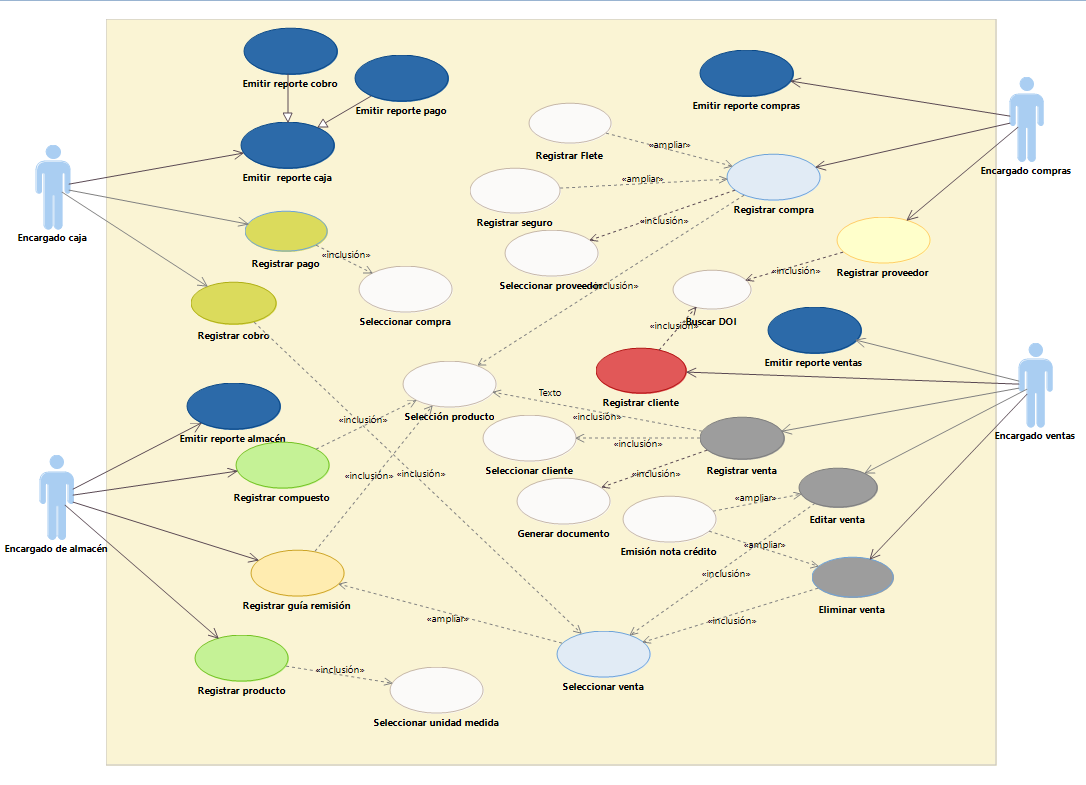 Emitir reporte cobro
Emitir reporte pago
Emitir reporte compras
«ampliar»
Registrar Flete
Encargado compras
Emitir reporte caja
«ampliar»
Registrar compra
Registrar seguro
«inclusión»
Encargado caja
Registrar pago
«inclusión»
Seleccionar proveedor
«inclusión»
«inclusión»
Registrar proveedor
Seleccionar compra
Buscar DOI
«inclusión»
Registrar cobro
Emitir reporte ventas
Texto
Registrar cliente
Selección producto
«inclusión»
«inclusión»
Emitir reporte almacén
Encargado ventas
«inclusión»
Seleccionar cliente
Registrar venta
«inclusión»
«inclusión»
«inclusión»
Registrar compuesto
«ampliar»
Generar documento
Editar venta
Encargado de almacén
Emisión nota crédito
«ampliar»
«inclusión»
Registrar guía remisión
Eliminar venta
«ampliar»
«inclusión»
«inclusión»
Registrar producto
Seleccionar venta
Seleccionar unidad medida